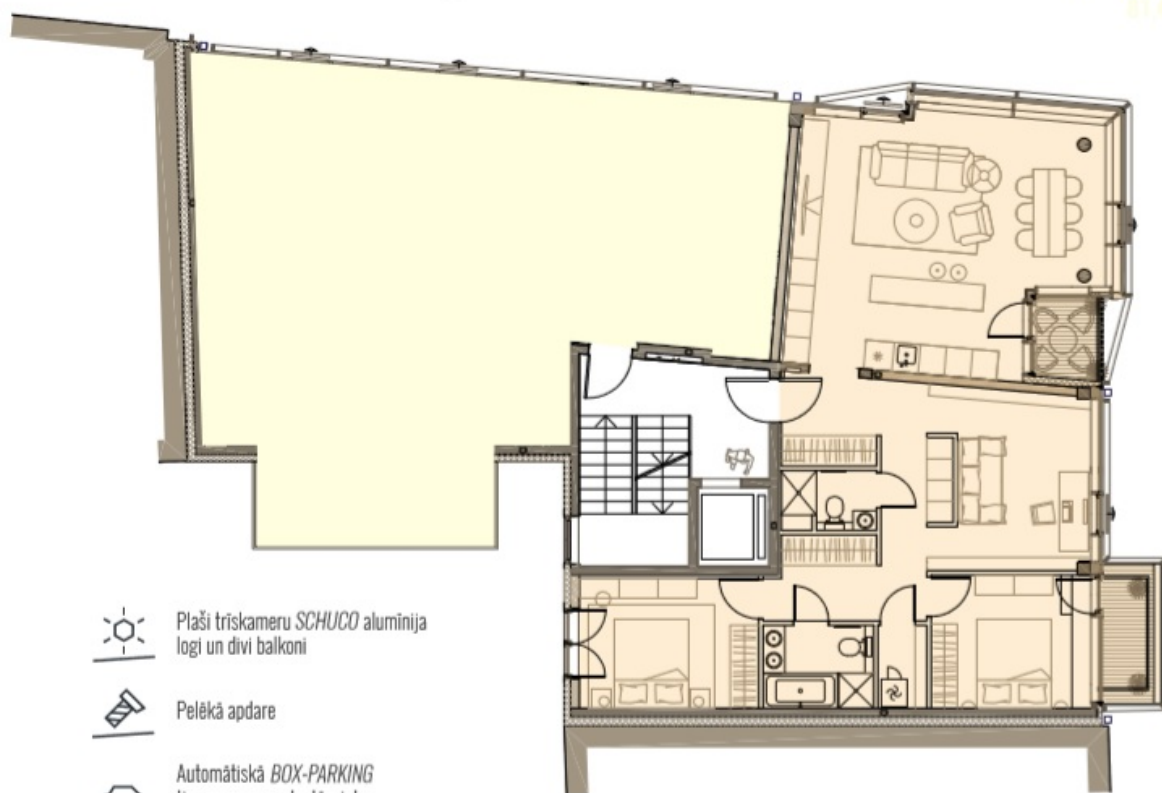 Plaši trīskameru SCHUCO alumīnija
logi un divi balkoni
Pelēkā apdare
Automātiskā BOX-PARKING